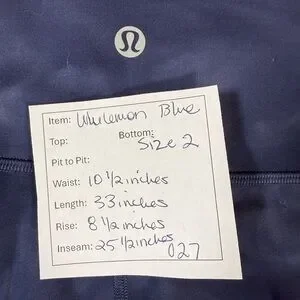 Item: Lululemon Blue
Top: Bottom: Size 2
Pit to Pit:
Waist: 10 1/2 inches
Length: 33 inches
Rise: 8 1/2 inches
Inseam: 25 1/2 inches
027